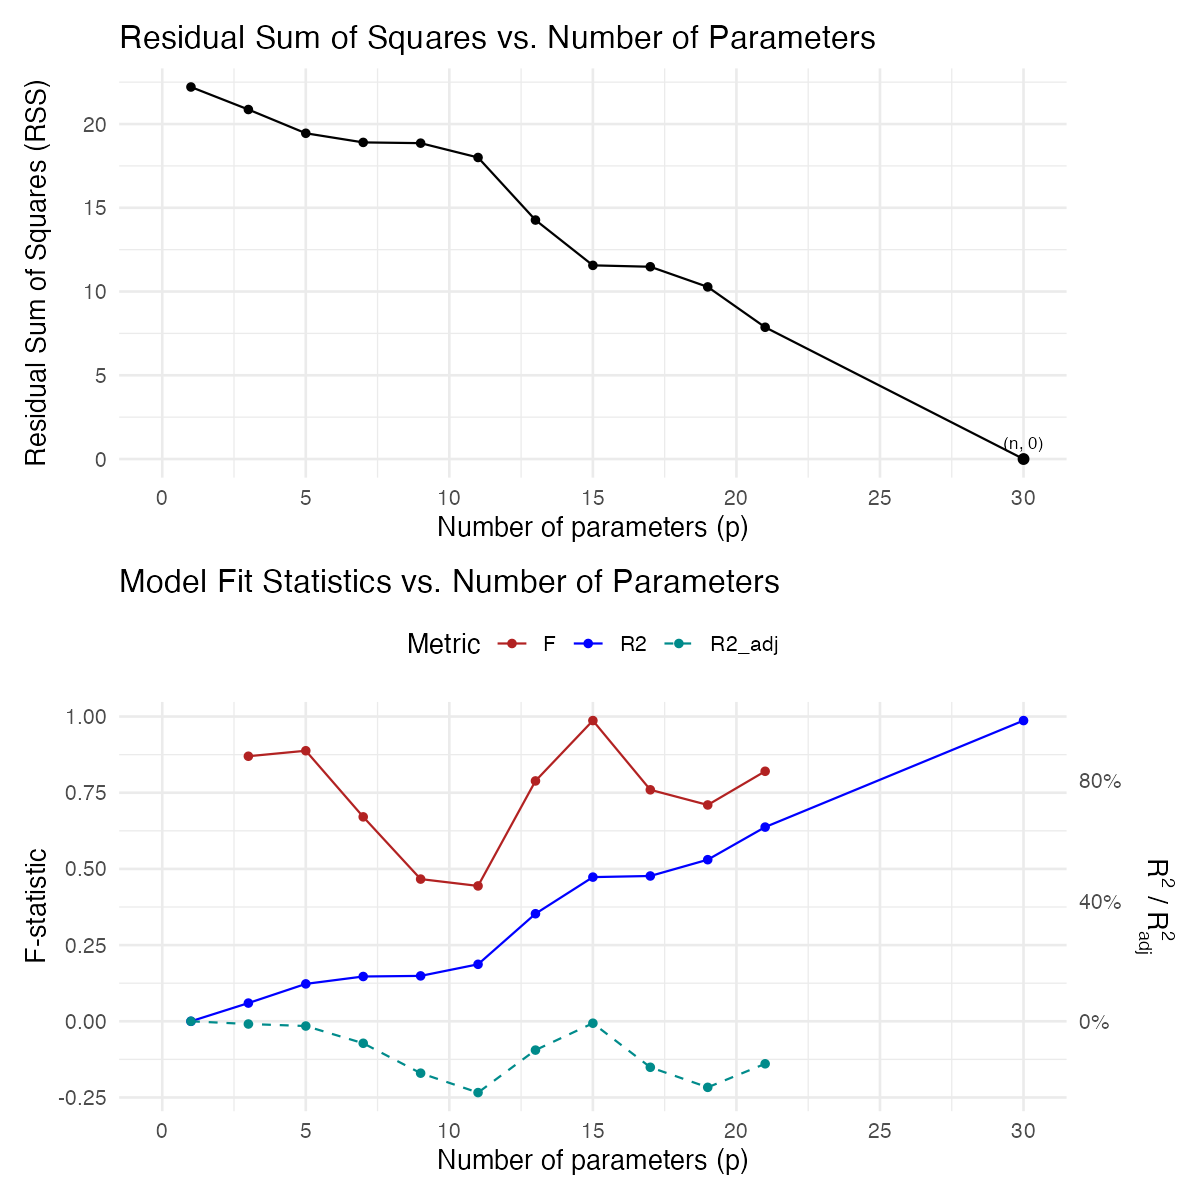 Residual Sum of Squares vs. Number of Parameters
Residual Sum of Squares (RSS)
20
15
10
5
0
(n, 0)
0 5 10 15 20 25 30
Number of parameters (p)
Model Fit Statistics vs. Number of Parameters
Metric F R2 R2_adj
F-statistic
1.00
0.75
0.50
0.25
0.00
-0.25
80%
40%
0%
R² / R²adj
0 5 10 15 20 25 30
Number of parameters (p)